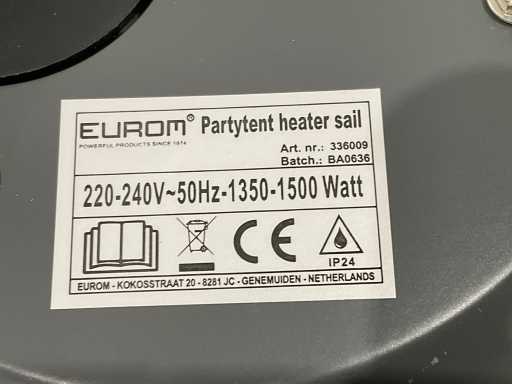 EUROM® Partytent heater sail
POWERFUL PRODUCTS SINCE 1974
Art. nr.: 336009
Batch.: BA0636
220-240V~50Hz-1350-1500 Watt
CE
IP24
EUROM - KOKOSSTRAAT 20 - 8281 JC - GENEMUIDEN - NETHERLANDS